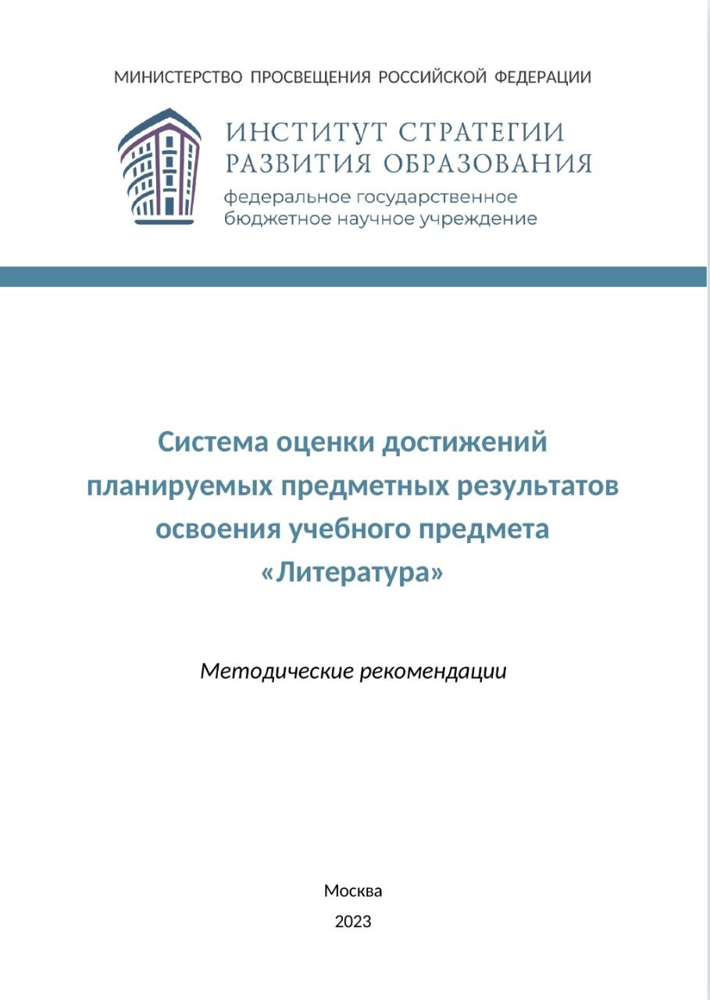 МИНИСТЕРСТВО ПРОСВЕЩЕНИЯ РОССИЙСКОЙ ФЕДЕРАЦИИ
ИНСТИТУТ СТРАТЕГИИ
РАЗВИТИЯ ОБРАЗОВАНИЯ
федеральное государственное
бюджетное научное учреждение
Система оценки достижений
планируемых предметных результатов
освоения учебного предмета
«Литература»
Методические рекомендации
Москва
2023